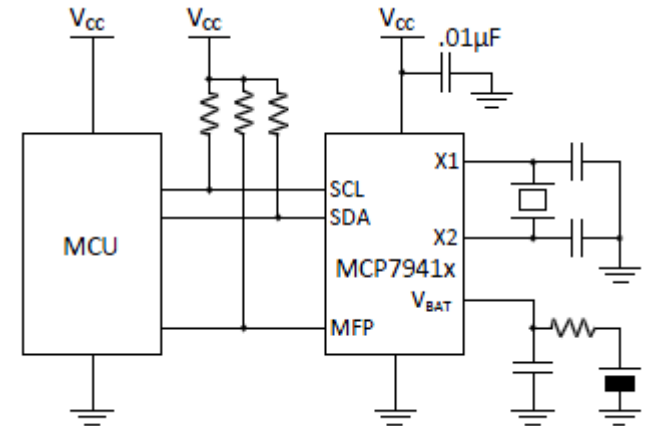 VCC VCC VCC
.01µF
X1
SCL
SDA
MCU
X2
MCP7941x
VBAT
MFP